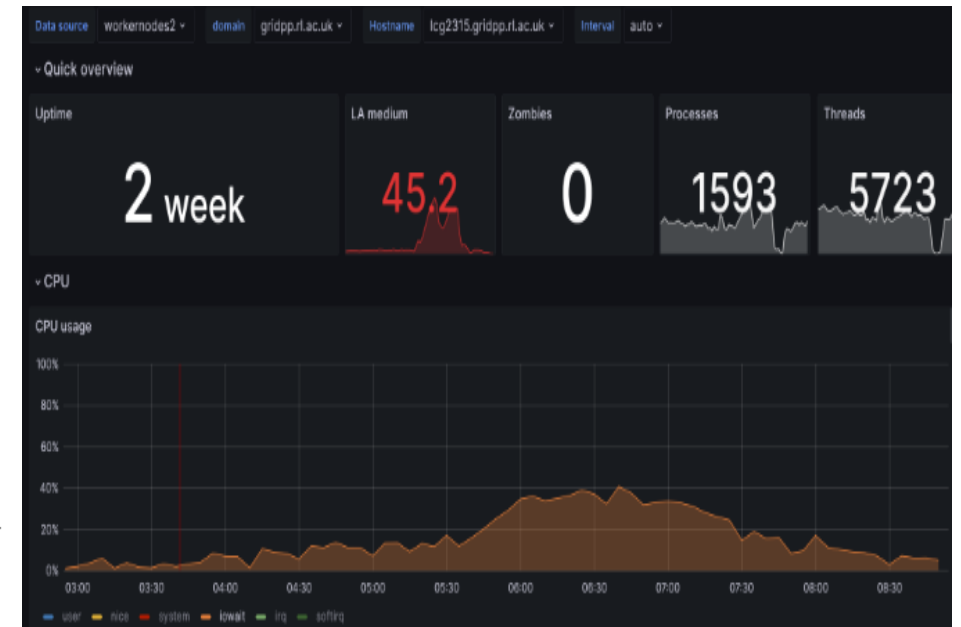 Data source workernodes2 domain gridpp.rl.ac.uk Hostname lcg2315.gridpp.rl.ac.uk Interval auto
Quick overview
Uptime LA medium Zombies Processes Threads
2 week 45.2 0 1593 5723
CPU
CPU usage
100%
80%
60%
40%
20%
0%
03:00 03:30 04:00 04:30 05:00 05:30 06:00 06:30 07:00 07:30 08:00 08:30
user nice system iowait irq softirq